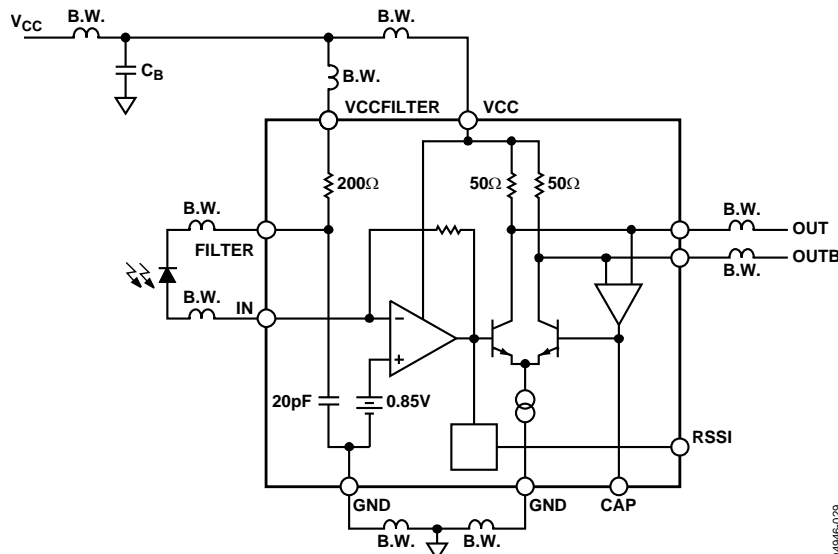 B.W.
B.W.
VCC
CB
B.W.
VCCFILTER
VCC
200Ω
50Ω
50Ω
B.W.
B.W.
OUT
FILTER
OUTB
B.W.
B.W.
IN
−
+
20pF
0.85V
RSSI
GND
GND
CAP
B.W.
B.W.